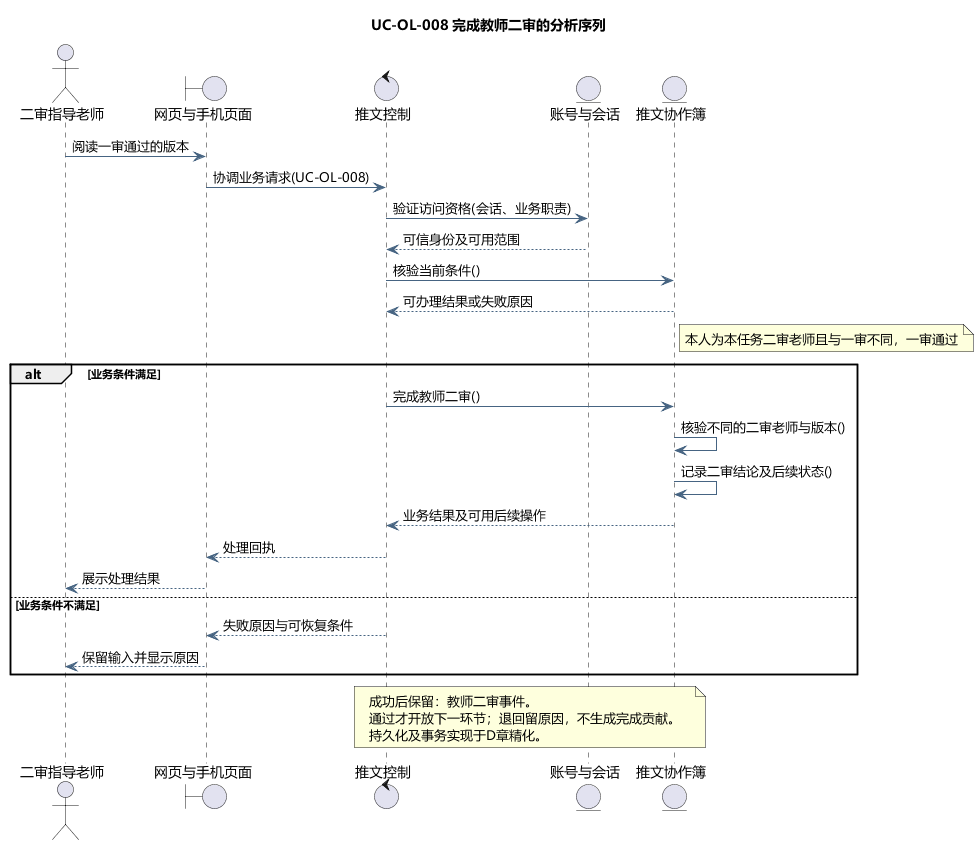 UC-OL-008 完成教师二审的分析序列
二审指导老师
网页与手机页面
推文控制
账号与会话
推文协作簿
阅读一审通过的版本
协调业务请求(UC-OL-008)
验证访问资格(会话、业务职责)
可信身份及可用范围
核验当前条件()
可办理结果或失败原因
本人为本任务二审老师且与一审不同，一审通过
alt
[业务条件满足]
完成教师二审()
核验不同的二审老师与版本()
记录二审结论及后续状态()
业务结果及可用后续操作
处理回执
展示处理结果
[业务条件不满足]
失败原因与可恢复条件
保留输入并显示原因
成功后保留：教师二审事件。
通过才开放下一环节；退回留原因，不生成完成贡献。
持久化及事务实现于D章精化。
二审指导老师
网页与手机页面
推文控制
账号与会话
推文协作簿